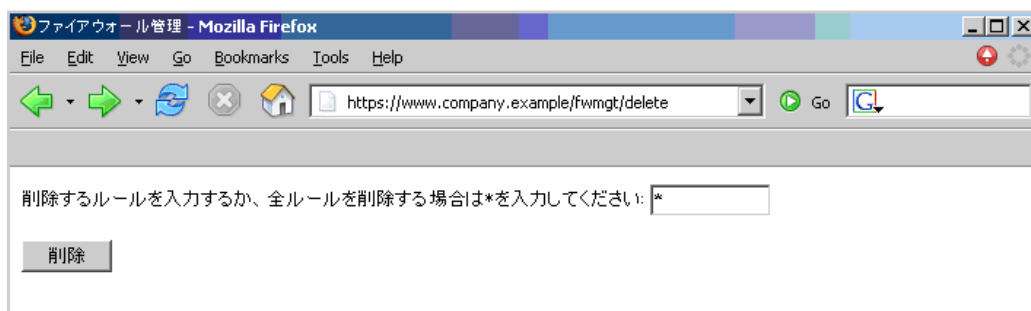 ファイアウォール管理 - Mozilla Firefox
File Edit View Go Bookmarks Tools Help
https://www.company.example/fwmgt/delete Go G
削除するルールを入力するか、全ルールを削除する場合は*を入力してください: *
削除